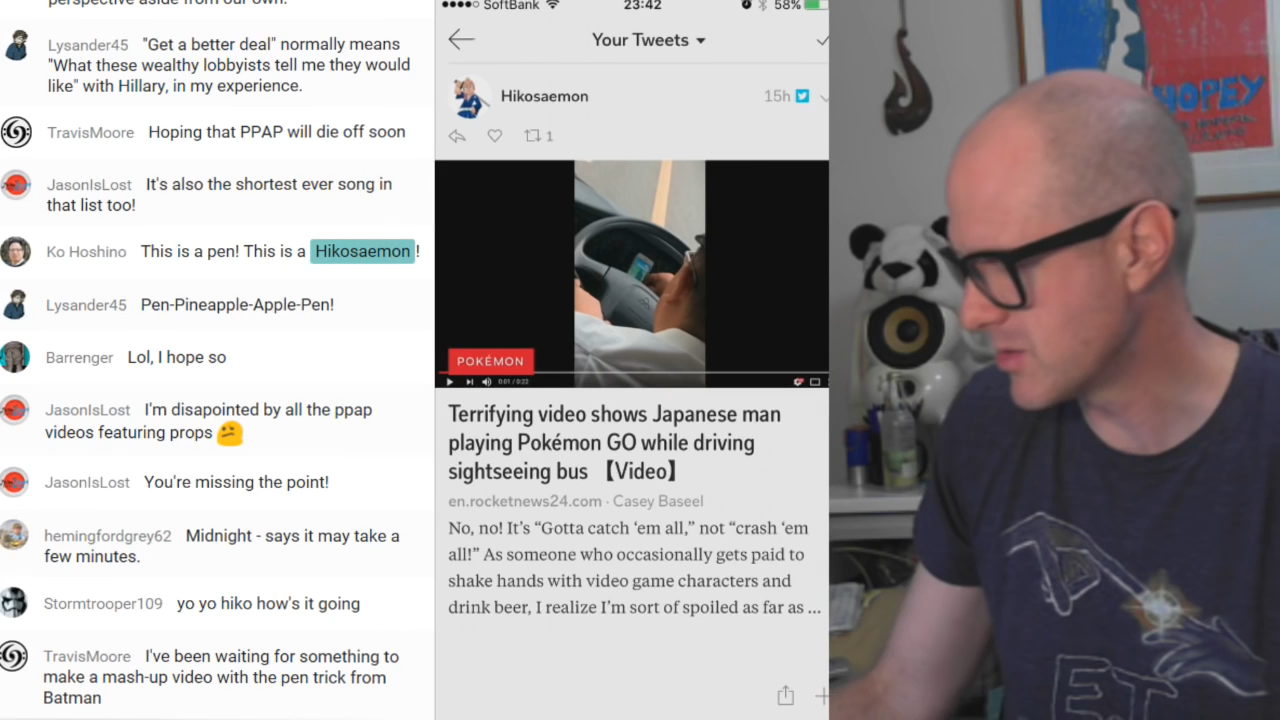 perspective aside from our own.
Lysander45 "Get a better deal" normally means
"What these wealthy lobbyists tell me they would
like" with Hillary, in my experience.
TravisMoore Hoping that PPAP will die off soon
JasonIsLost It's also the shortest ever song in
that list too!
Ko Hoshino This is a pen! This is a Hikosaemon!
Lysander45 Pen-Pineapple-Apple-Pen!
Barrenger Lol, I hope so
JasonIsLost I'm disapointed by all the ppap
videos featuring props 😕
JasonIsLost You're missing the point!
hemingfordgrey62 Midnight - says it may take a
few minutes.
Stormtrooper109 yo yo hiko how's it going
TravisMoore I've been waiting for something to
make a mash-up video with the pen trick from
Batman
SoftBank 23:42 58%
Your Tweets
Hikosaemon 15h
1
POKÉMON
0:01 / 0:22
Terrifying video shows Japanese man
playing Pokémon GO while driving
sightseeing bus 【Video】
en.rocketnews24.com · Casey Baseel
No, no! It's “Gotta catch ‘em all,” not “crash ‘em
all!” As someone who occasionally gets paid to
shake hands with video game characters and
drink beer, I realize I'm sort of spoiled as far as ...
HOPEY
ET